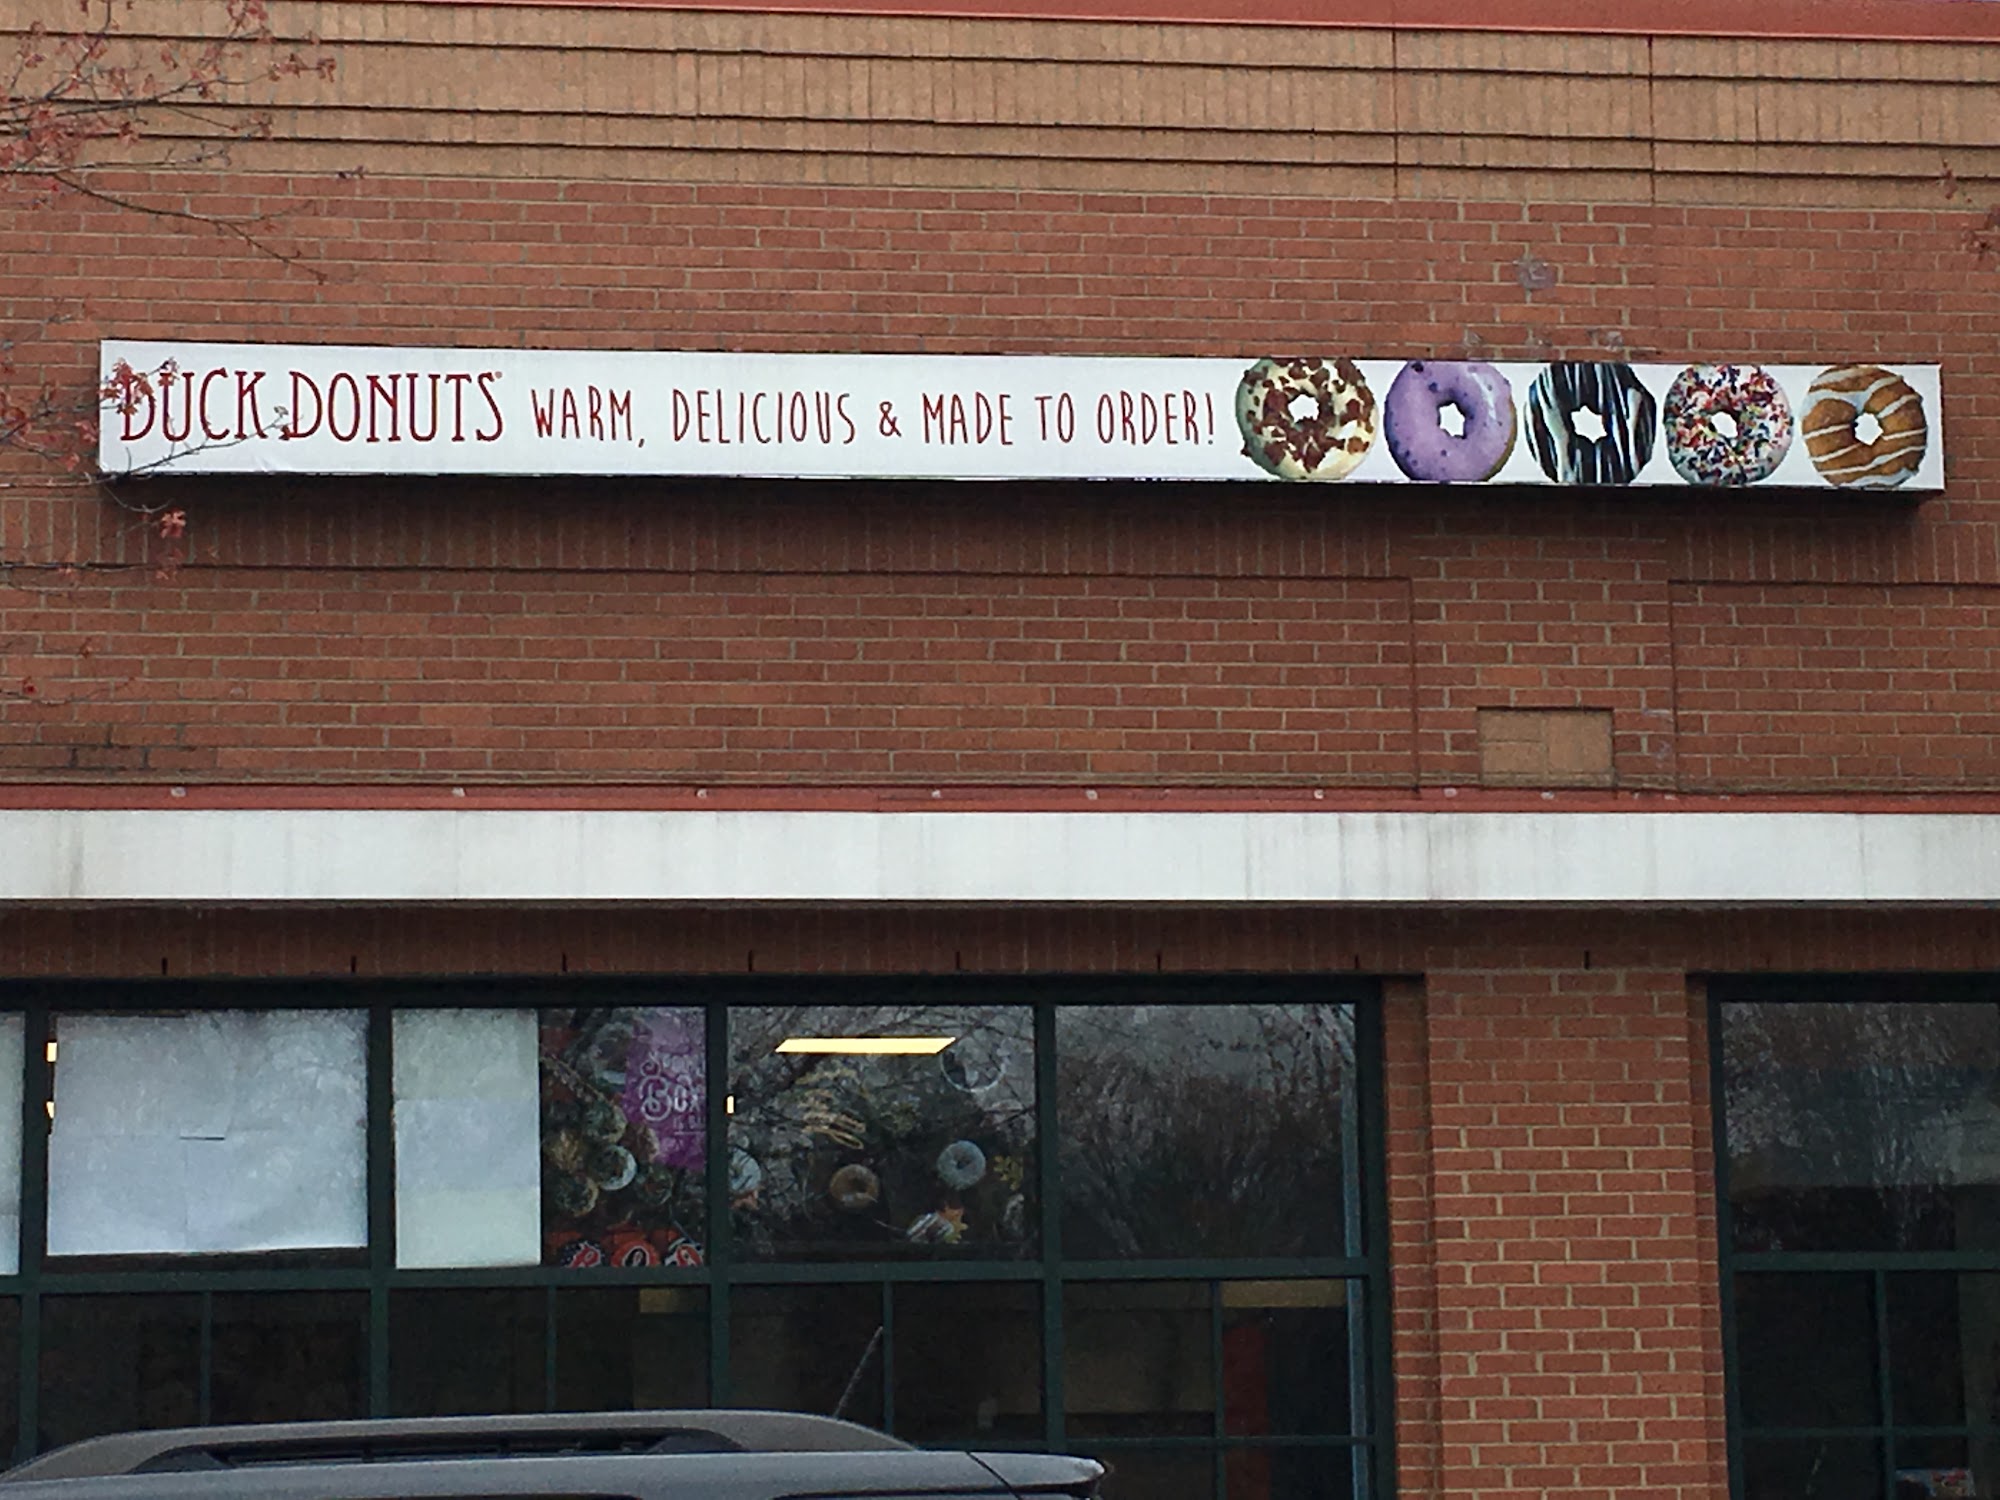 DUCK DONUTS® WARM, DELICIOUS & MADE TO ORDER!